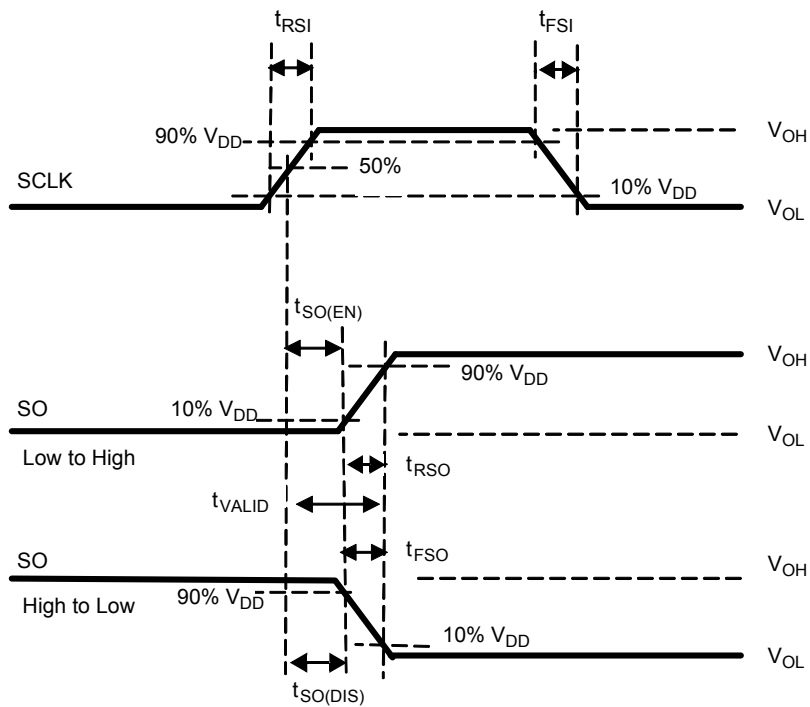 tRSI
tFSI
90% VDD
VOH
50%
SCLK
10% VDD
VOL
tSO(EN)
VOH
90% VDD
10% VDD
SO
VOL
Low to High
tRSO
tVALID
tFSO
SO
VOH
90% VDD
High to Low
10% VDD
VOL
tSO(DIS)